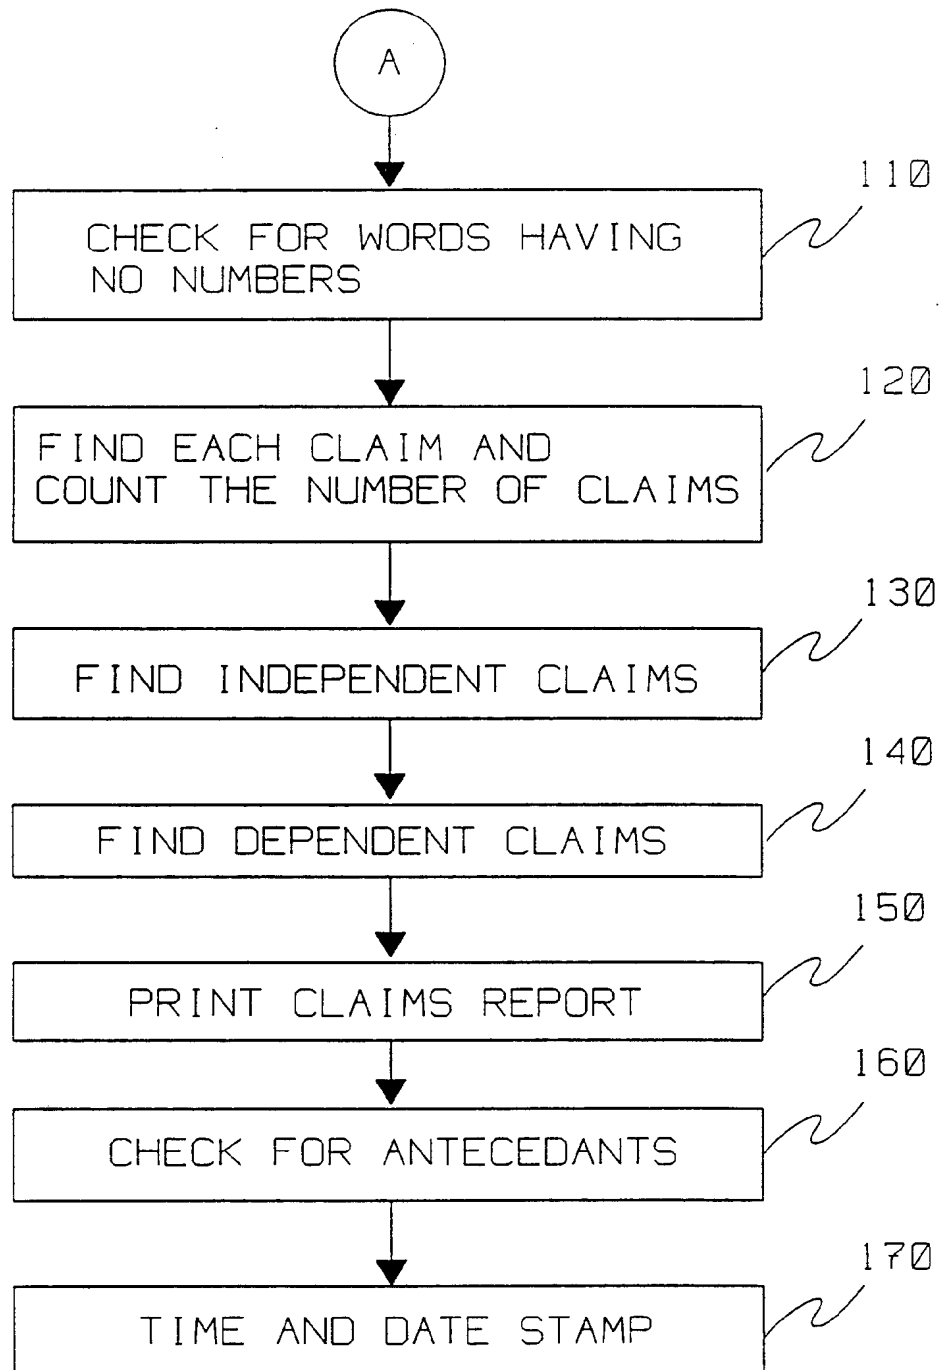 A
110
CHECK FOR WORDS HAVING
NO NUMBERS
120
FIND EACH CLAIM AND
COUNT THE NUMBER OF CLAIMS
130
FIND INDEPENDENT CLAIMS
140
FIND DEPENDENT CLAIMS
150
PRINT CLAIMS REPORT
160
CHECK FOR ANTECEDANTS
170
TIME AND DATE STAMP